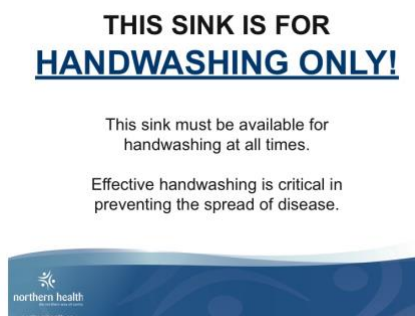 THIS SINK IS FOR
HANDWASHING ONLY!
This sink must be available for
handwashing at all times.
Effective handwashing is critical in
preventing the spread of disease.
northern health